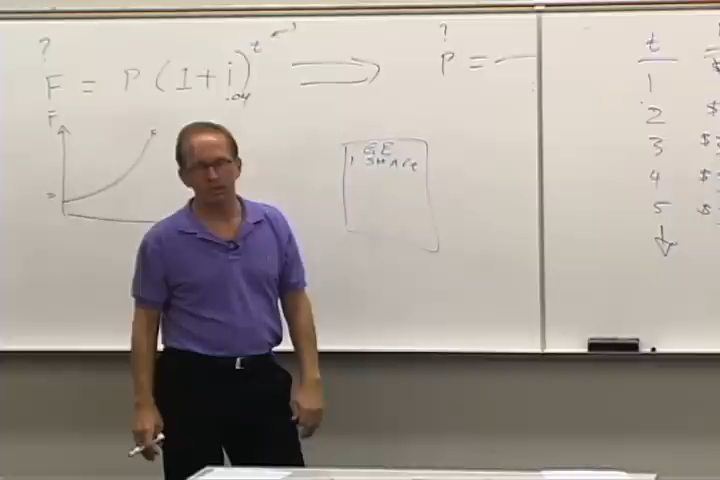 ?
F = P (1+i)^t
.04
?
P =
F
GE
1 SHARE
t
1 $
2 $
3 $
4 $
5 $